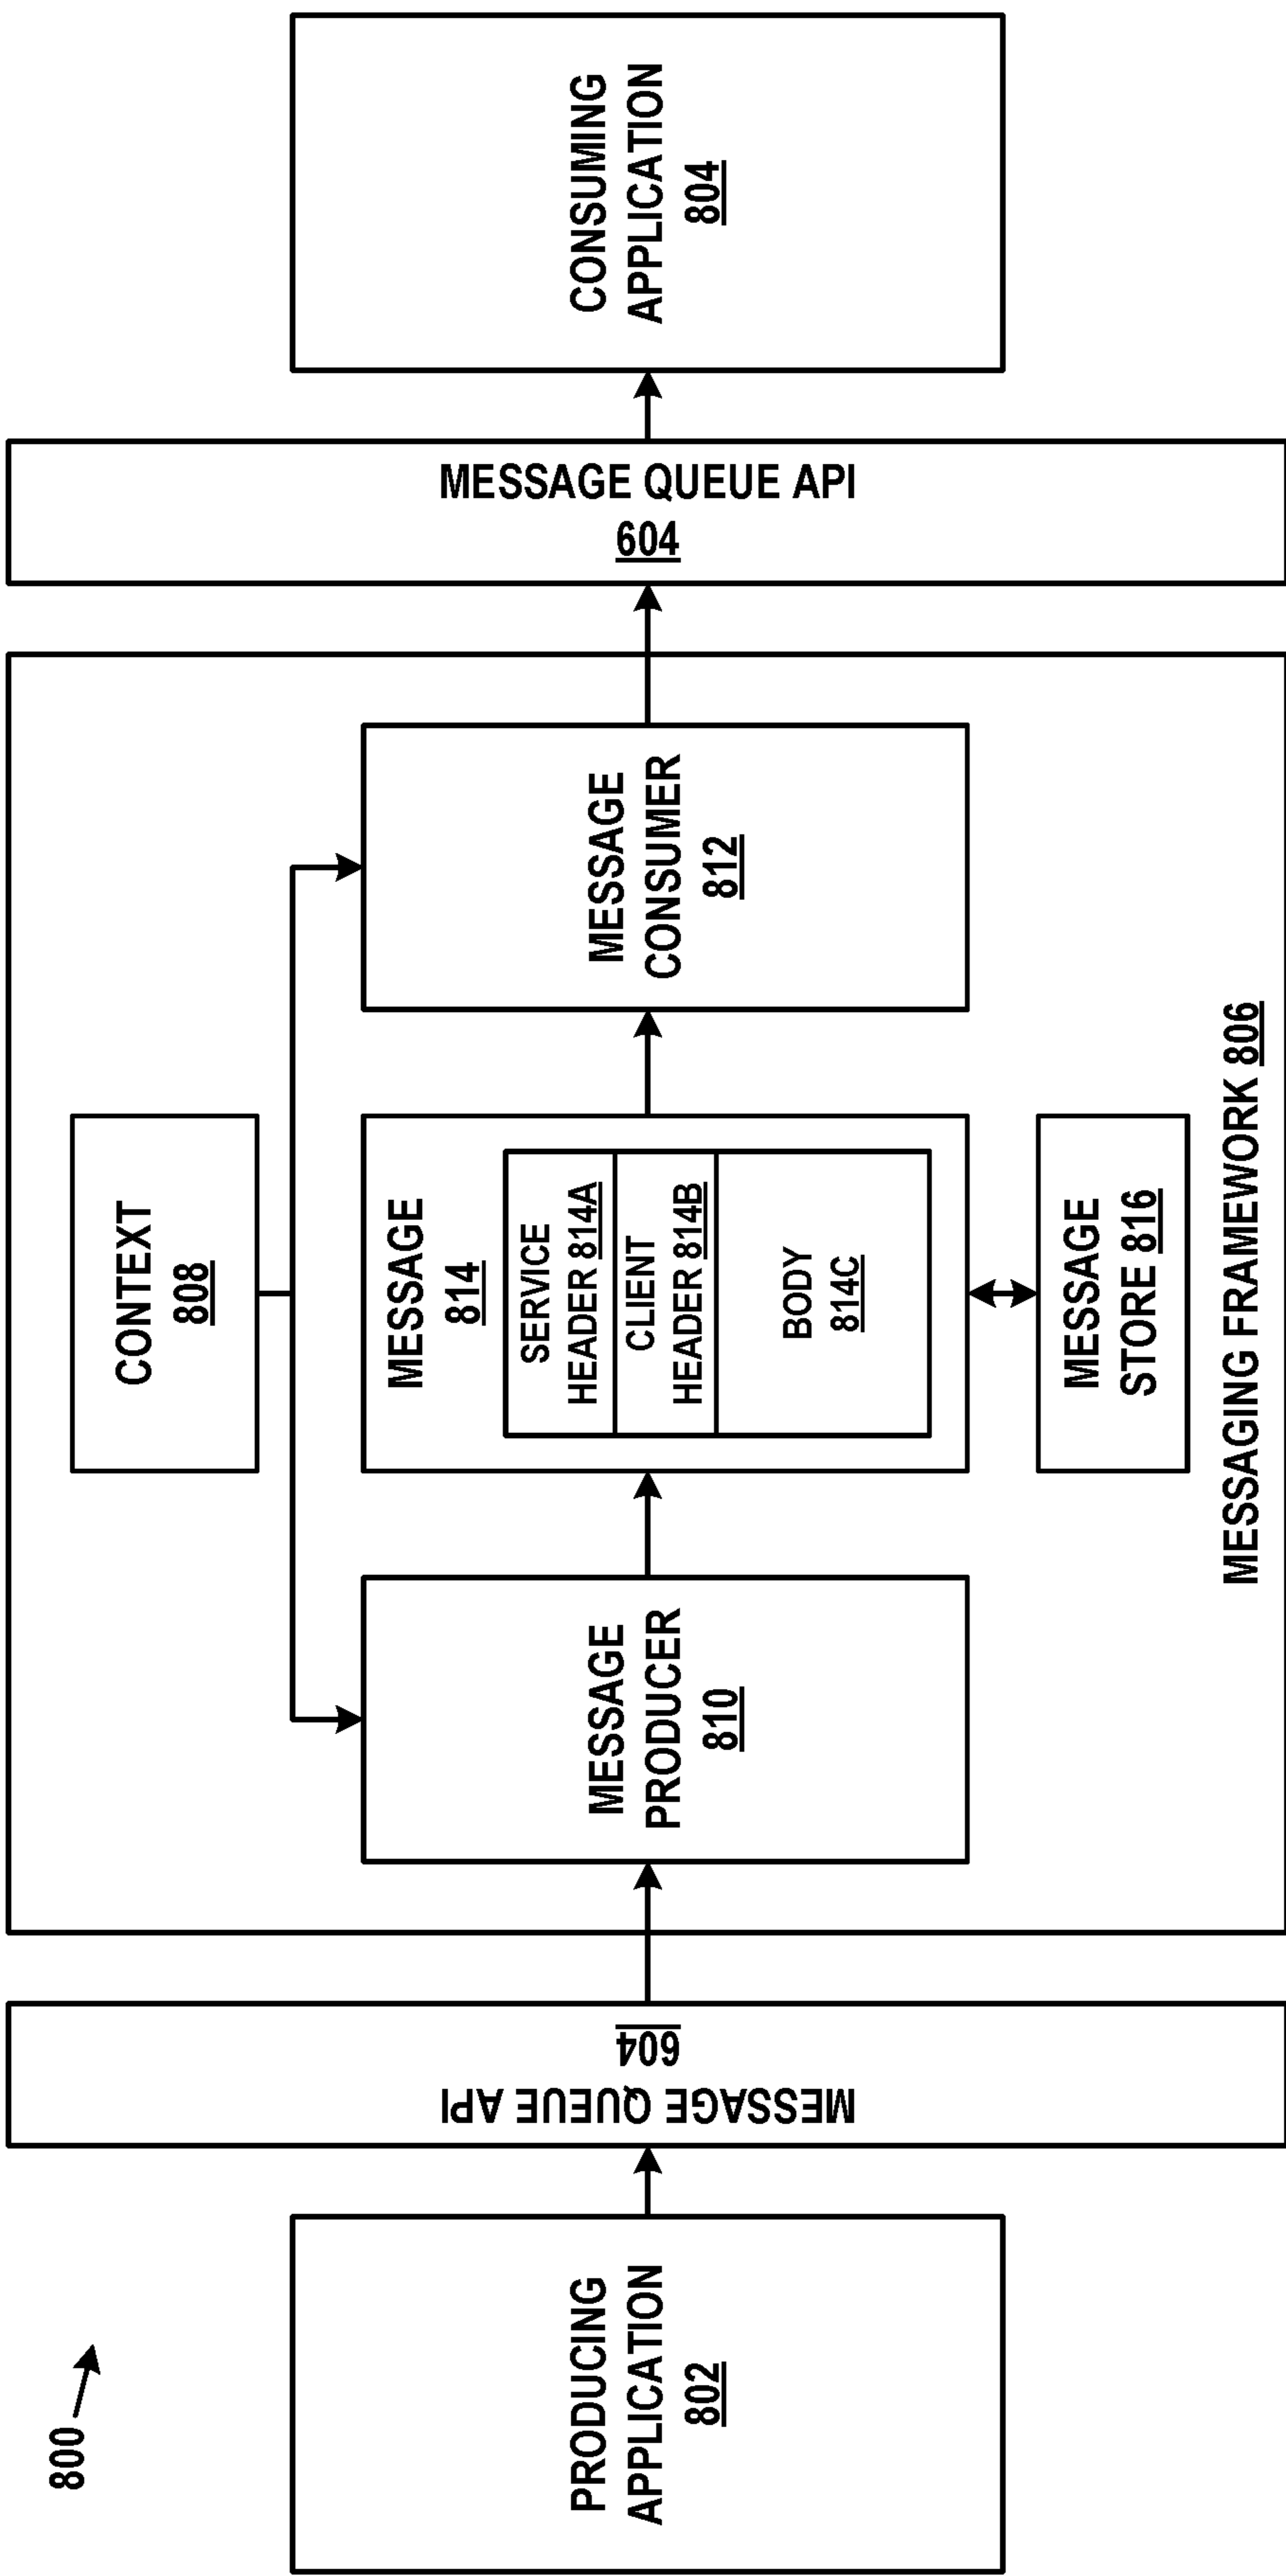 800
PRODUCING
APPLICATION
802
MESSAGE QUEUE API
604
CONTEXT
808
MESSAGE
PRODUCER
810
MESSAGE
814
SERVICE
HEADER 814A
CLIENT
HEADER 814B
BODY
814C
MESSAGE
CONSUMER
812
MESSAGE
STORE 816
MESSAGING FRAMEWORK 806
MESSAGE QUEUE API
604
CONSUMING
APPLICATION
804